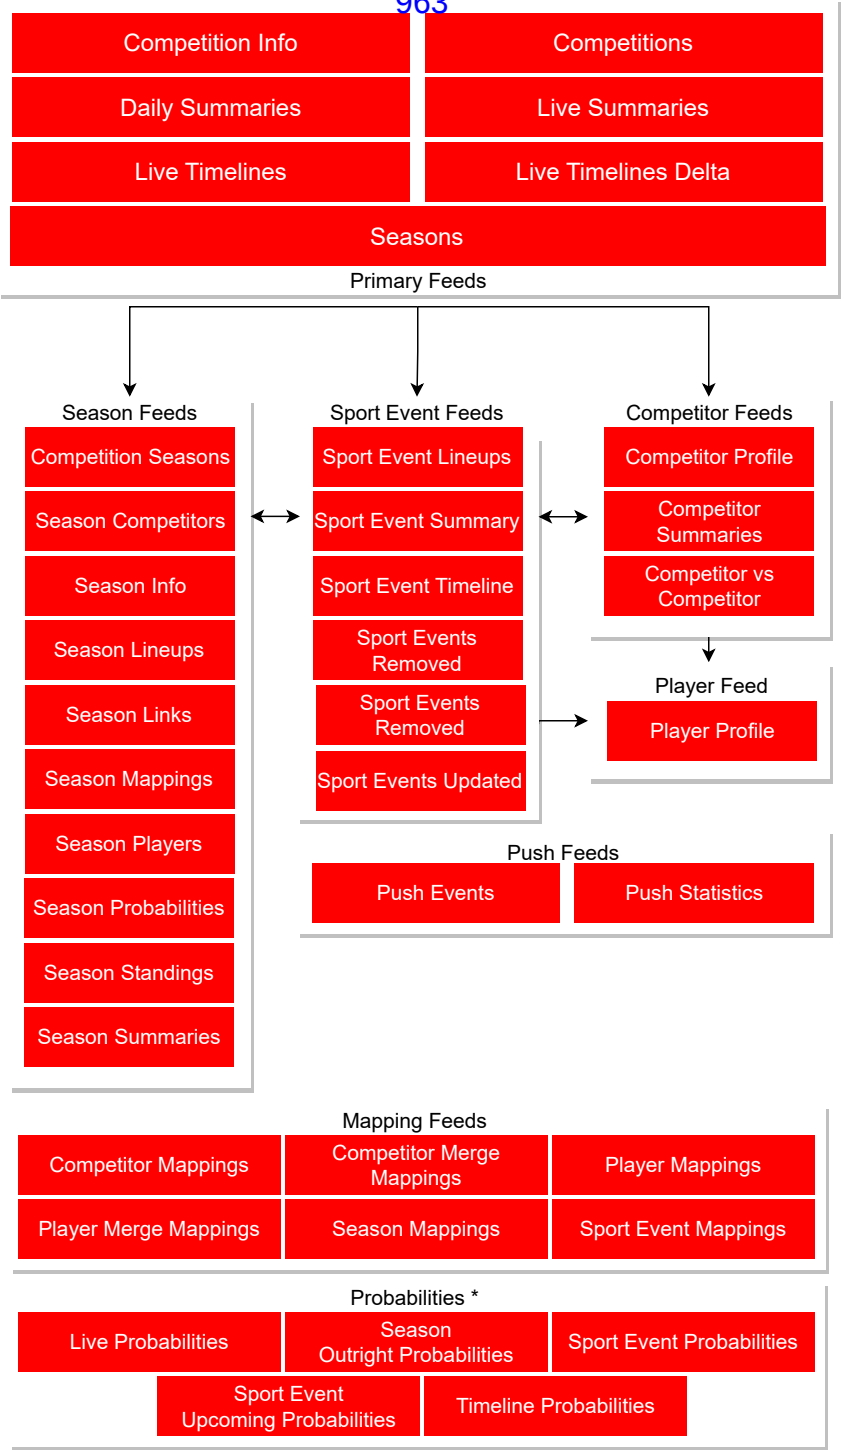 963
Competition Info
Competitions
Daily Summaries
Live Summaries
Live Timelines
Live Timelines Delta
Seasons
Primary Feeds
Season Feeds
Competition Seasons
Season Competitors
Season Info
Season Lineups
Season Links
Season Mappings
Season Players
Season Probabilities
Season Standings
Season Summaries
Sport Event Feeds
Sport Event Lineups
Sport Event Summary
Sport Event Timeline
Sport Events
Removed
Sport Events
Removed
Sport Events Updated
Competitor Feeds
Competitor Profile
Competitor
Summaries
Competitor vs
Competitor
Player Feed
Player Profile
Push Feeds
Push Events
Push Statistics
Mapping Feeds
Competitor Mappings
Competitor Merge
Mappings
Player Mappings
Player Merge Mappings
Season Mappings
Sport Event Mappings
Probabilities *
Live Probabilities
Season
Outright Probabilities
Sport Event Probabilities
Sport Event
Upcoming Probabilities
Timeline Probabilities